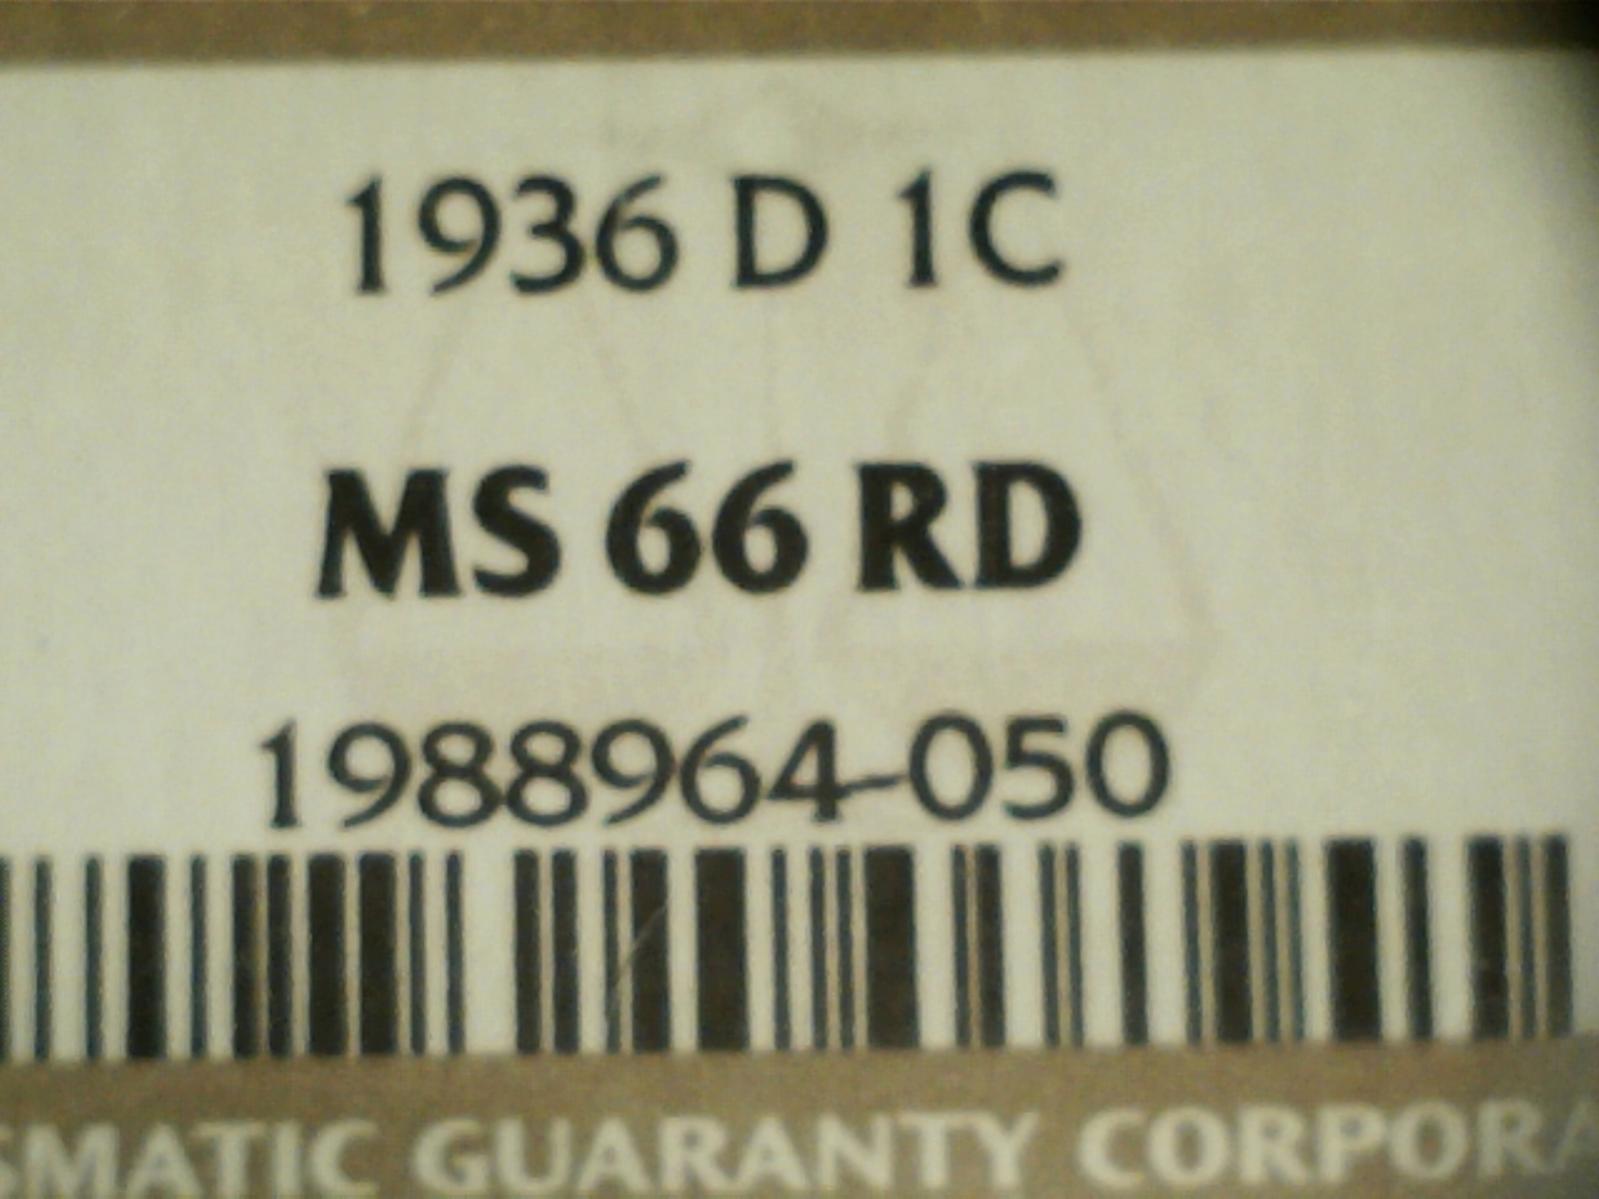 1936 D 1C
MS 66 RD
1988964-050
SMATIC GUARANTY CORPORA